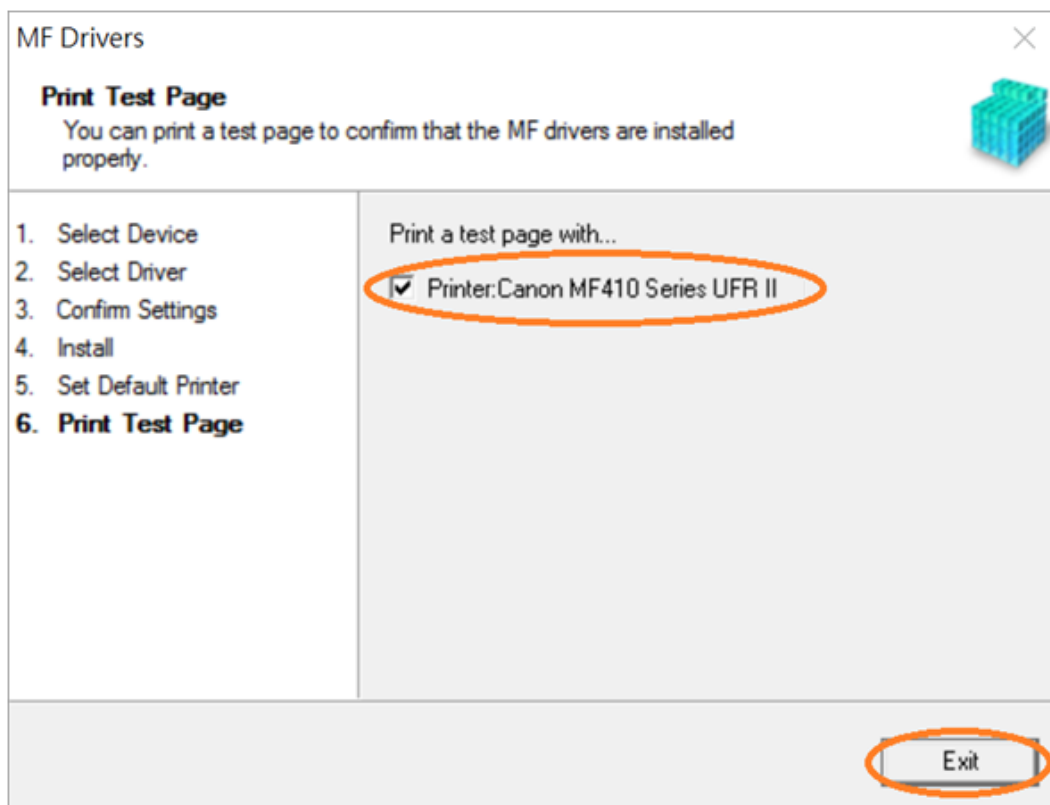 MF Drivers
Print Test Page
You can print a test page to confirm that the MF drivers are installed
properly.
1. Select Device
2. Select Driver
3. Confirm Settings
4. Install
5. Set Default Printer
6. Print Test Page
Print a test page with...
Printer:Canon MF410 Series UFR II
Exit